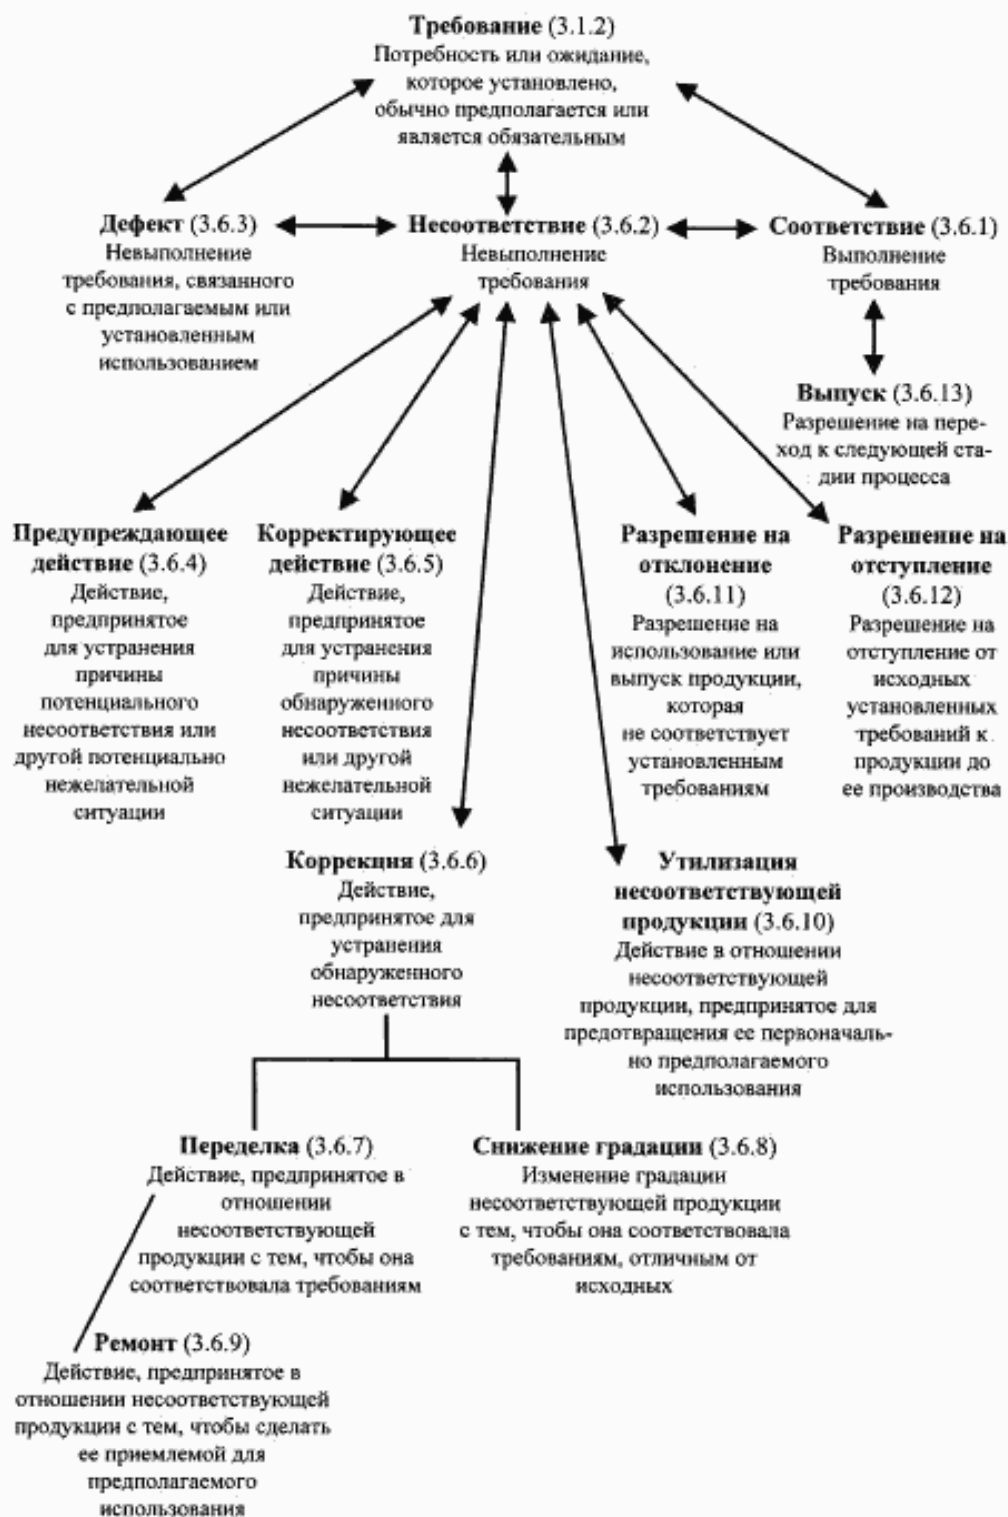 Требование (3.1.2)
Потребность или ожидание,
которое установлено,
обычно предполагается или
является обязательным
Дефект (3.6.3)
Невыполнение
требования, связанного
с предполагаемым или
установленным
использованием
Несоответствие (3.6.2)
Невыполнение
требования
Соответствие (3.6.1)
Выполнение
требования
Выпуск (3.6.13)
Разрешение на пере-
ход к следующей ста-
дии процесса
Предупреждающее
действие (3.6.4)
Действие,
предпринятое
для устранения
причины
потенциального
несоответствия или
другой потенциально
нежелательной
ситуации
Корректирующее
действие (3.6.5)
Действие,
предпринятое
для устранения
причины
обнаруженного
несоответствия
или другой
нежелательной
ситуации
Разрешение на
отклонение
(3.6.11)
Разрешение на
использование или
выпуск продукции,
которая
не соответствует
установленным
требованиям
Разрешение на
отступление
(3.6.12)
Разрешение на
отступление от
исходных
установленных
требований к
продукции до
ее производства
Коррекция (3.6.6)
Действие,
предпринятое для
устранения
обнаруженного
несоответствия
Утилизация
несоответствующей
продукции (3.6.10)
Действие в отношении
несоответствующей
продукции, предпринятое для
предотвращения ее первоначаль-
но предполагаемого
использования
Переделка (3.6.7)
Действие, предпринятое в
отношении
несоответствующей
продукции с тем, чтобы она
соответствовала требованиям
Снижение градации (3.6.8)
Изменение градации
несоответствующей продукции
с тем, чтобы она соответствовала
требованиям, отличным от
исходных
Ремонт (3.6.9)
Действие, предпринятое в
отношении несоответствующей
продукции с тем, чтобы сделать
ее приемлемой для
предполагаемого
использования